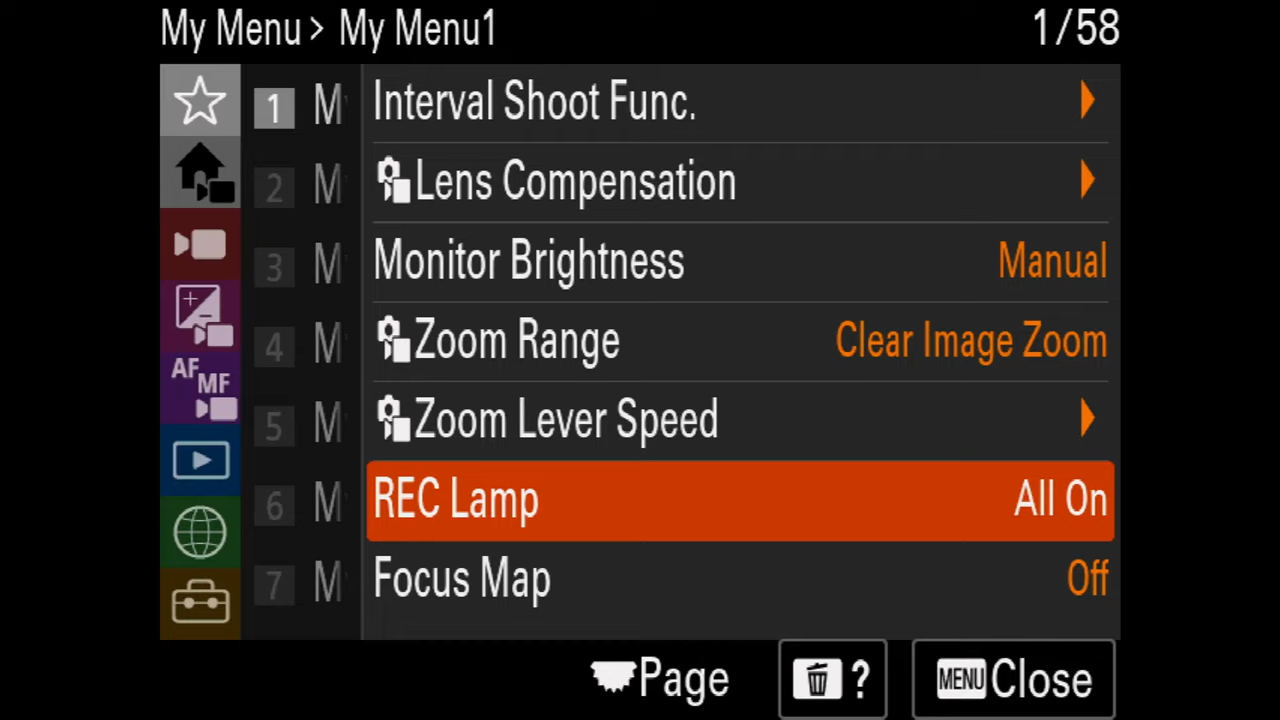 My Menu > My Menu1
1/58
1 M Interval Shoot Func.
2 M Lens Compensation
3 M Monitor Brightness Manual
4 M Zoom Range Clear Image Zoom
5 M Zoom Lever Speed
6 M REC Lamp All On
7 M Focus Map Off
AF MF
Page ? MENU Close